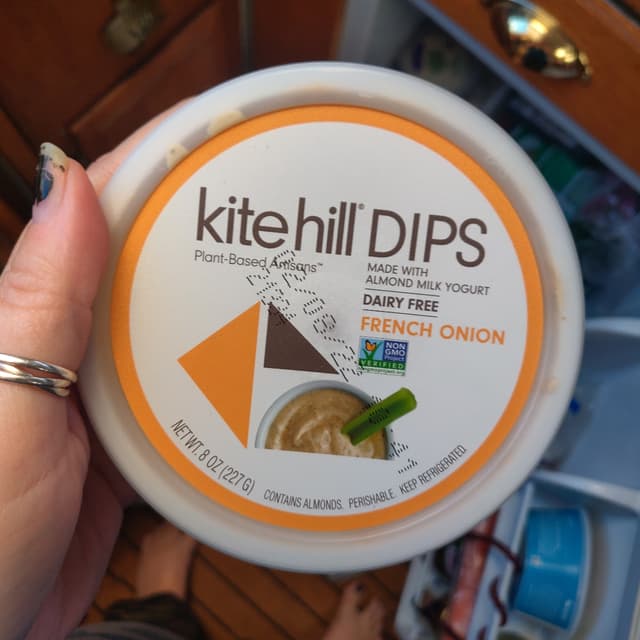 kite hill® DIPS
Plant-Based Artisans™
MADE WITH
ALMOND MILK YOGURT
DAIRY FREE
FRENCH ONION
NON
GMO
Project
VERIFIED
NET WT. 8 OZ (227G)
CONTAINS ALMONDS. PERISHABLE. KEEP REFRIGERATED.